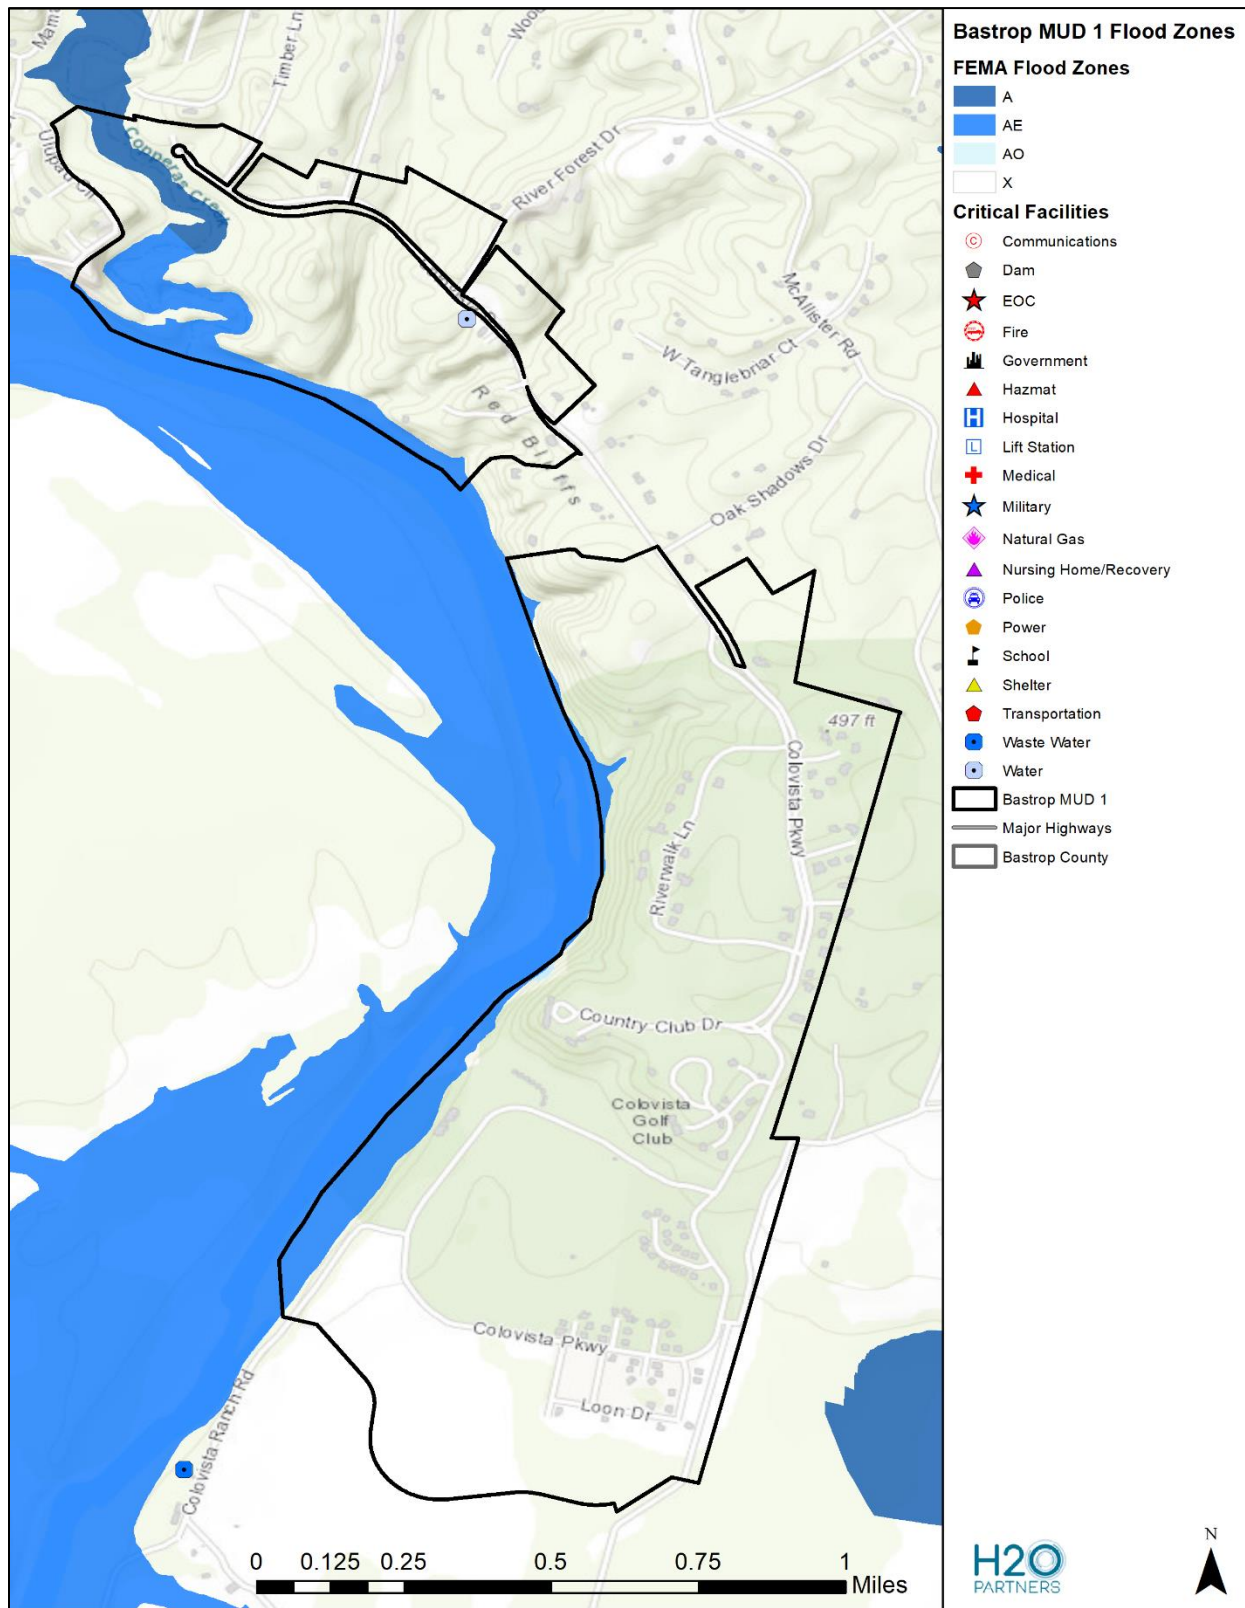 Mama
Timber Ln
Wood
Ulupau Cir
Copperas Creek
River Forest Dr
McAllister Rd
W Tanglebriar Ct
Red Bluffs
Oak Shadows Dr
497 ft
Colovista Pkwy
Riverwalk Ln
Country Club Dr
Colovista
Golf
Club
Colovista Pkwy
Loon Dr
Colovista Ranch Rd
0 0.125 0.25 0.5 0.75 1
Miles
Bastrop MUD 1 Flood Zones
FEMA Flood Zones
A
AE
AO
X
Critical Facilities
C Communications
Dam
EOC
Fire
Government
Hazmat
H Hospital
L Lift Station
Medical
Military
Natural Gas
Nursing Home/Recovery
Police
Power
School
Shelter
Transportation
Waste Water
Water
Bastrop MUD 1
Major Highways
Bastrop County
H2O
PARTNERS
N